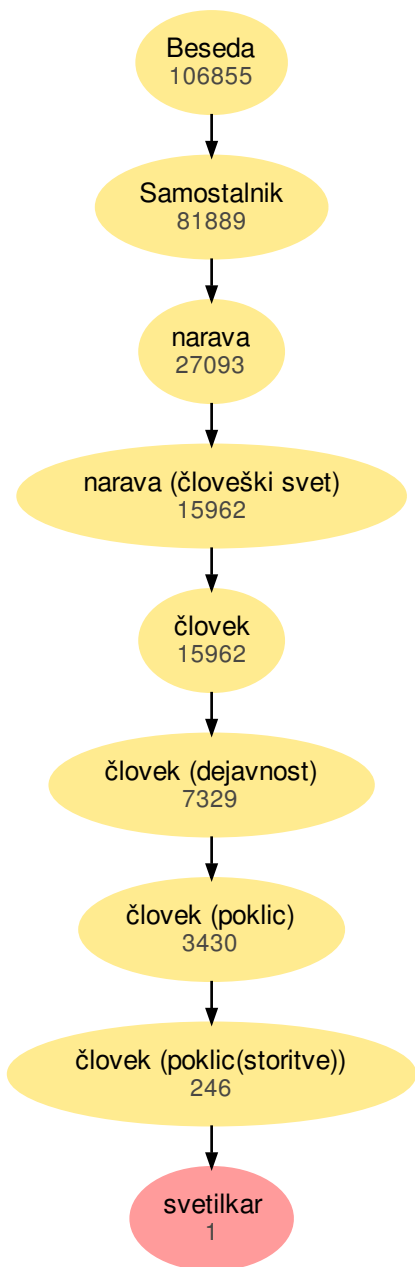 Beseda
106855
Samostalnik
81889
narava
27093
narava (človeški svet)
15962
človek
15962
človek (dejavnost)
7329
človek (poklic)
3430
človek (poklic(storitve))
246
svetilkar
1